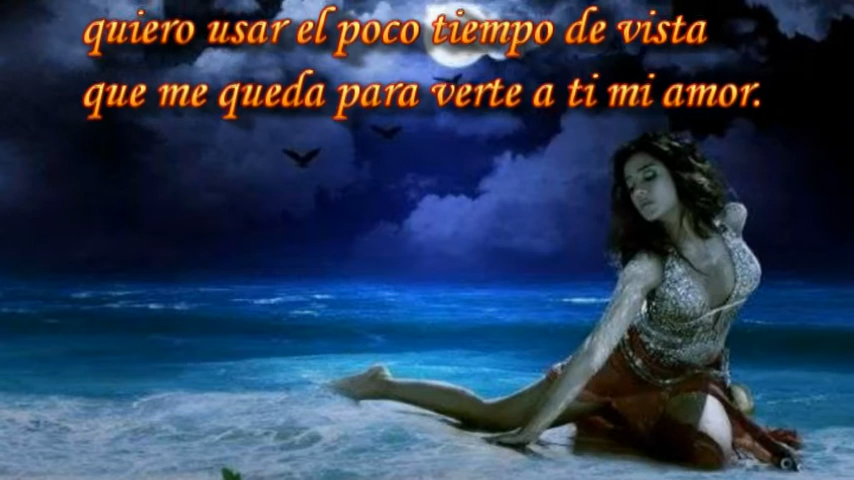 quiero usar el poco tiempo de vista
que me queda para verte a ti mi amor.